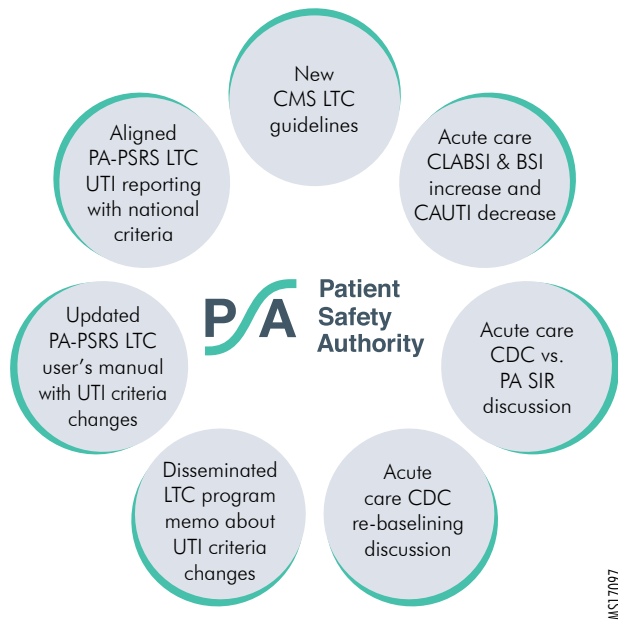 New
CMS LTC
guidelines
Acute care
CLABSI & BSI
increase and
CAUTI decrease
Acute care
CDC vs.
PA SIR
discussion
Acute
care CDC
re-baselining
discussion
Disseminated
LTC program
memo about
UTI criteria
changes
Updated
PA-PSRS LTC
user's manual
with UTI criteria
changes
Aligned
PA-PSRS LTC
UTI reporting
with national
criteria
PSA
Patient
Safety
Authority
MS17097